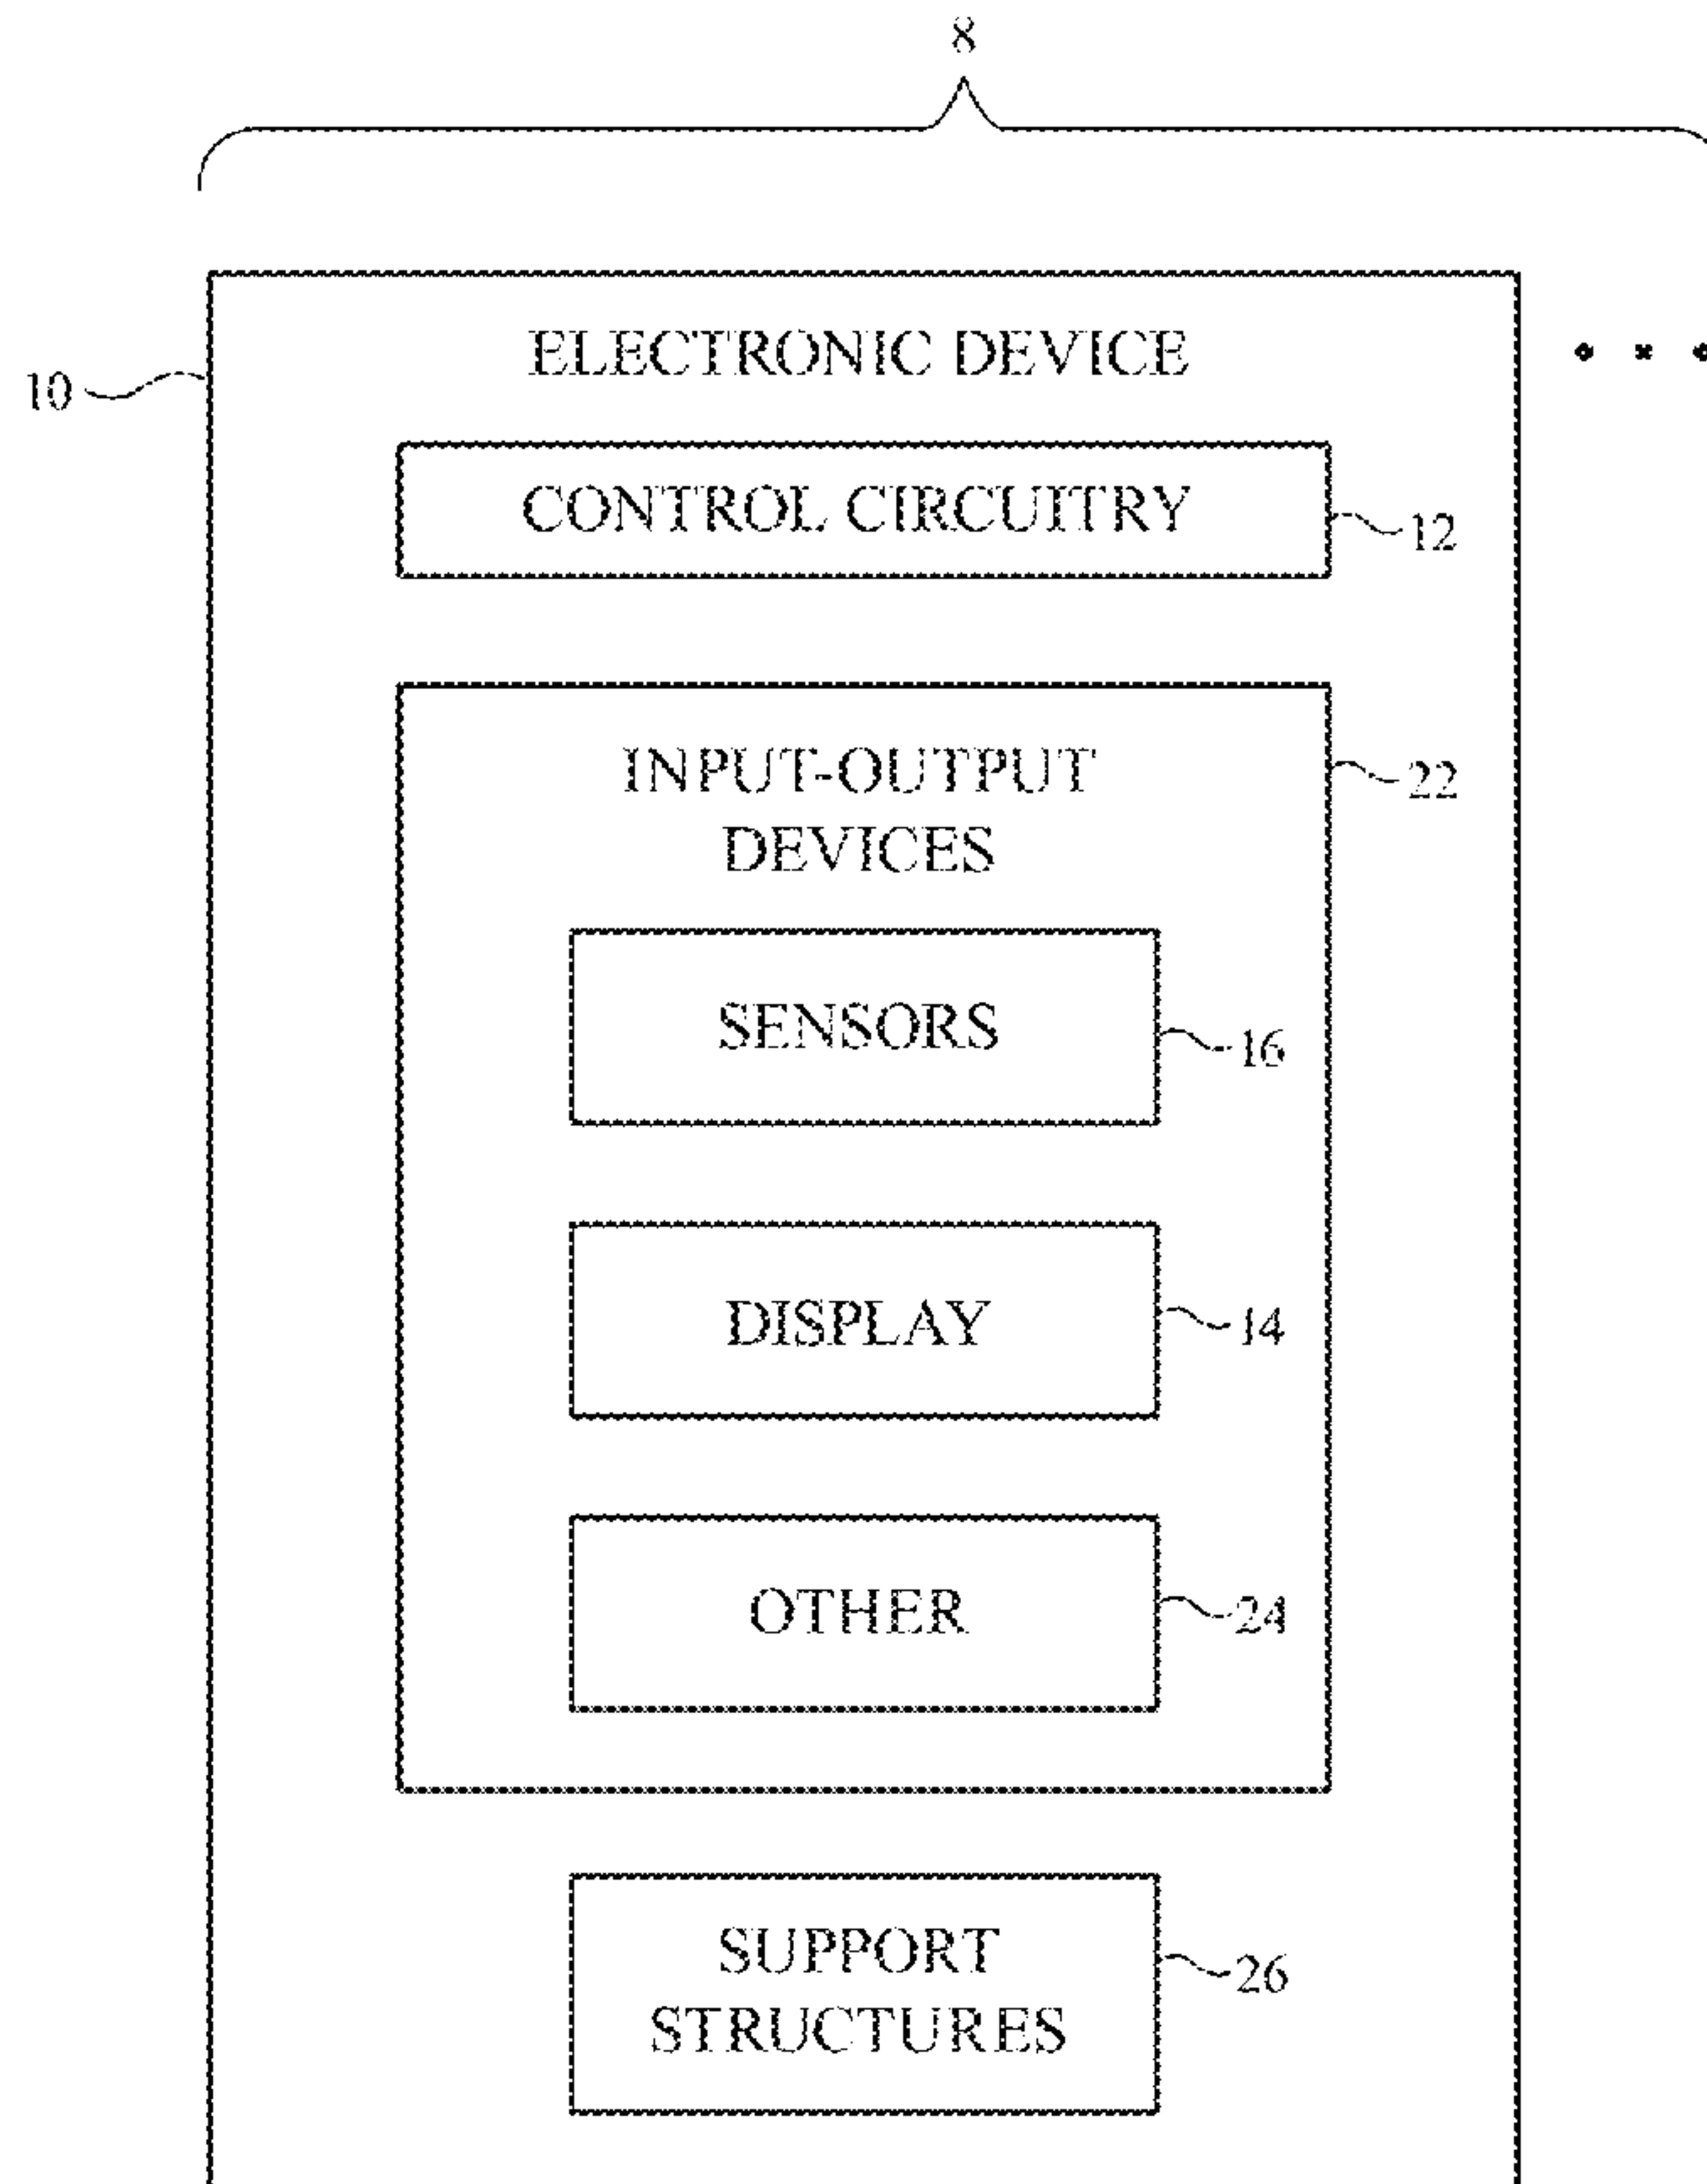 8
ELECTRONIC DEVICE
10
CONTROL CIRCUITRY
12
INPUT-OUTPUT
22
DEVICES
SENSORS
16
DISPLAY
14
OTHER
24
SUPPORT
26
STRUCTURES